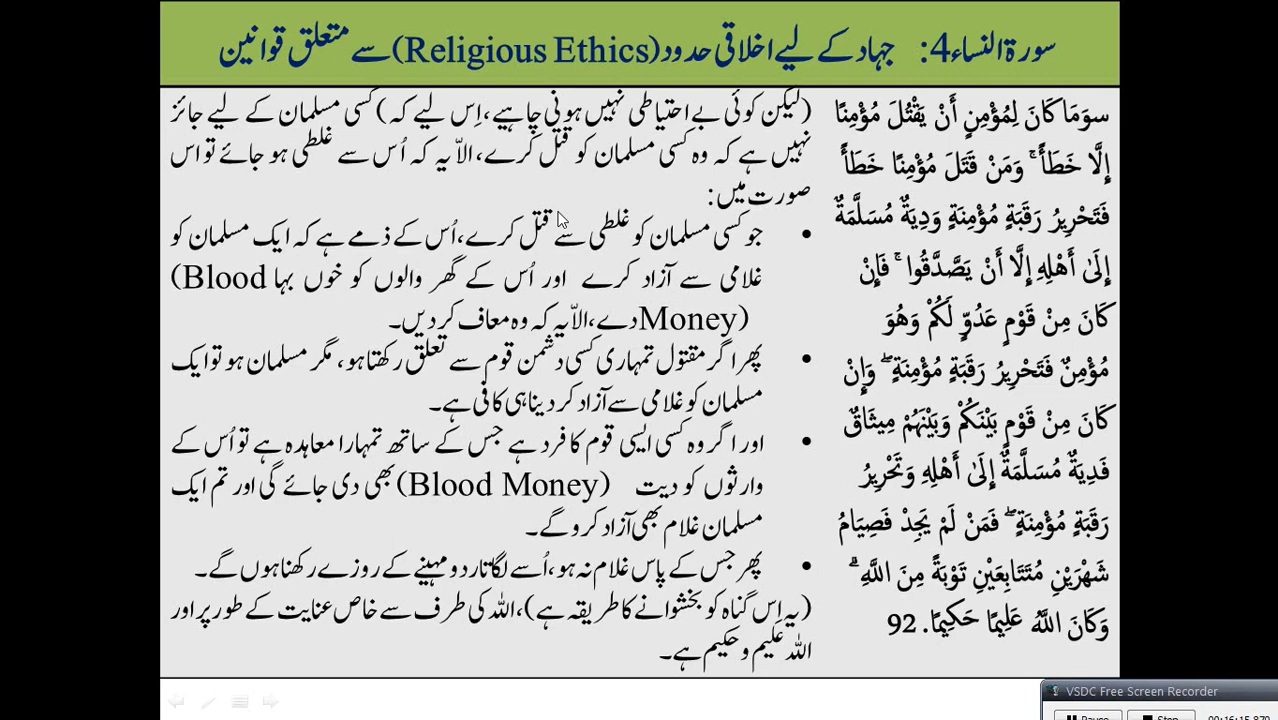 سورۃ النساء4: جہاد کے لیے اخلاقی حدود (Religious Ethics) سے متعلق قوانین
سوَمَا كَانَ لِمُؤْمِنٍ أَنْ يَقْتُلَ مُؤْمِنًا
إِلَّا خَطَأً ۚ وَمَنْ قَتَلَ مُؤْمِنًا خَطَأً
فَتَحْرِيرُ رَقَبَةٍ مُؤْمِنَةٍ وَدِيَةٌ مُسَلَّمَةٌ
إِلَىٰ أَهْلِهِ إِلَّا أَنْ يَصَّدَّقُوا ۚ فَإِنْ
كَانَ مِنْ قَوْمٍ عَدُوٍّ لَكُمْ وَهُوَ
مُؤْمِنٌ فَتَحْرِيرُ رَقَبَةٍ مُؤْمِنَةٍ ۖ وَإِنْ
كَانَ مِنْ قَوْمٍ بَيْنَكُمْ وَبَيْنَهُمْ مِيثَاقٌ
فَدِيَةٌ مُسَلَّمَةٌ إِلَىٰ أَهْلِهِ وَتَحْرِيرُ
رَقَبَةٍ مُؤْمِنَةٍ ۖ فَمَنْ لَمْ يَجِدْ فَصِيَامُ
شَهْرَيْنِ مُتَتَابِعَيْنِ تَوْبَةً مِنَ اللَّهِ ۗ
وَكَانَ اللَّهُ عَلِيمًا حَكِيمًا. 92
(لیکن کوئی بے احتیاطی نہیں ہونی چاہیے، اِس لیے کہ) کسی مسلمان کے لیے جائز
نہیں ہے کہ وہ کسی مسلمان کو قتل کرے، الاّ یہ کہ اُس سے غلطی ہو جائے تو اس
صورت میں:
• جو کسی مسلمان کو غلطی سے قتل کرے، اُس کے ذمے ہے کہ ایک مسلمان کو
غلامی سے آزاد کرے اور اُس کے گھر والوں کو خوں بہا (Blood
Money) دے، الاّ یہ کہ وہ معاف کر دیں۔
• پھر اگر مقتول تمہاری کسی دشمن قوم سے تعلق رکھتا ہو، مگر مسلمان ہو تو ایک
مسلمان کو غلامی سے آزاد کر دینا ہی کافی ہے۔
• اور اگر وہ کسی ایسی قوم کا فرد ہے جس کے ساتھ تمہارا معاہدہ ہے تو اُس کے
وارثوں کو دیت (Blood Money) بھی دی جائے گی اور تم ایک
مسلمان غلام بھی آزاد کرو گے۔
• پھر جس کے پاس غلام نہ ہو، اُسے لگاتار دو مہینے کے روزے رکھنا ہوں گے۔
(یہ اِس گناہ کو بخشوانے کا طریقہ ہے)، اللہ کی طرف سے خاص عنایت کے طور پر اور
اللہ علیم و حکیم ہے۔
VSDC Free Screen Recorder
Pause Stop